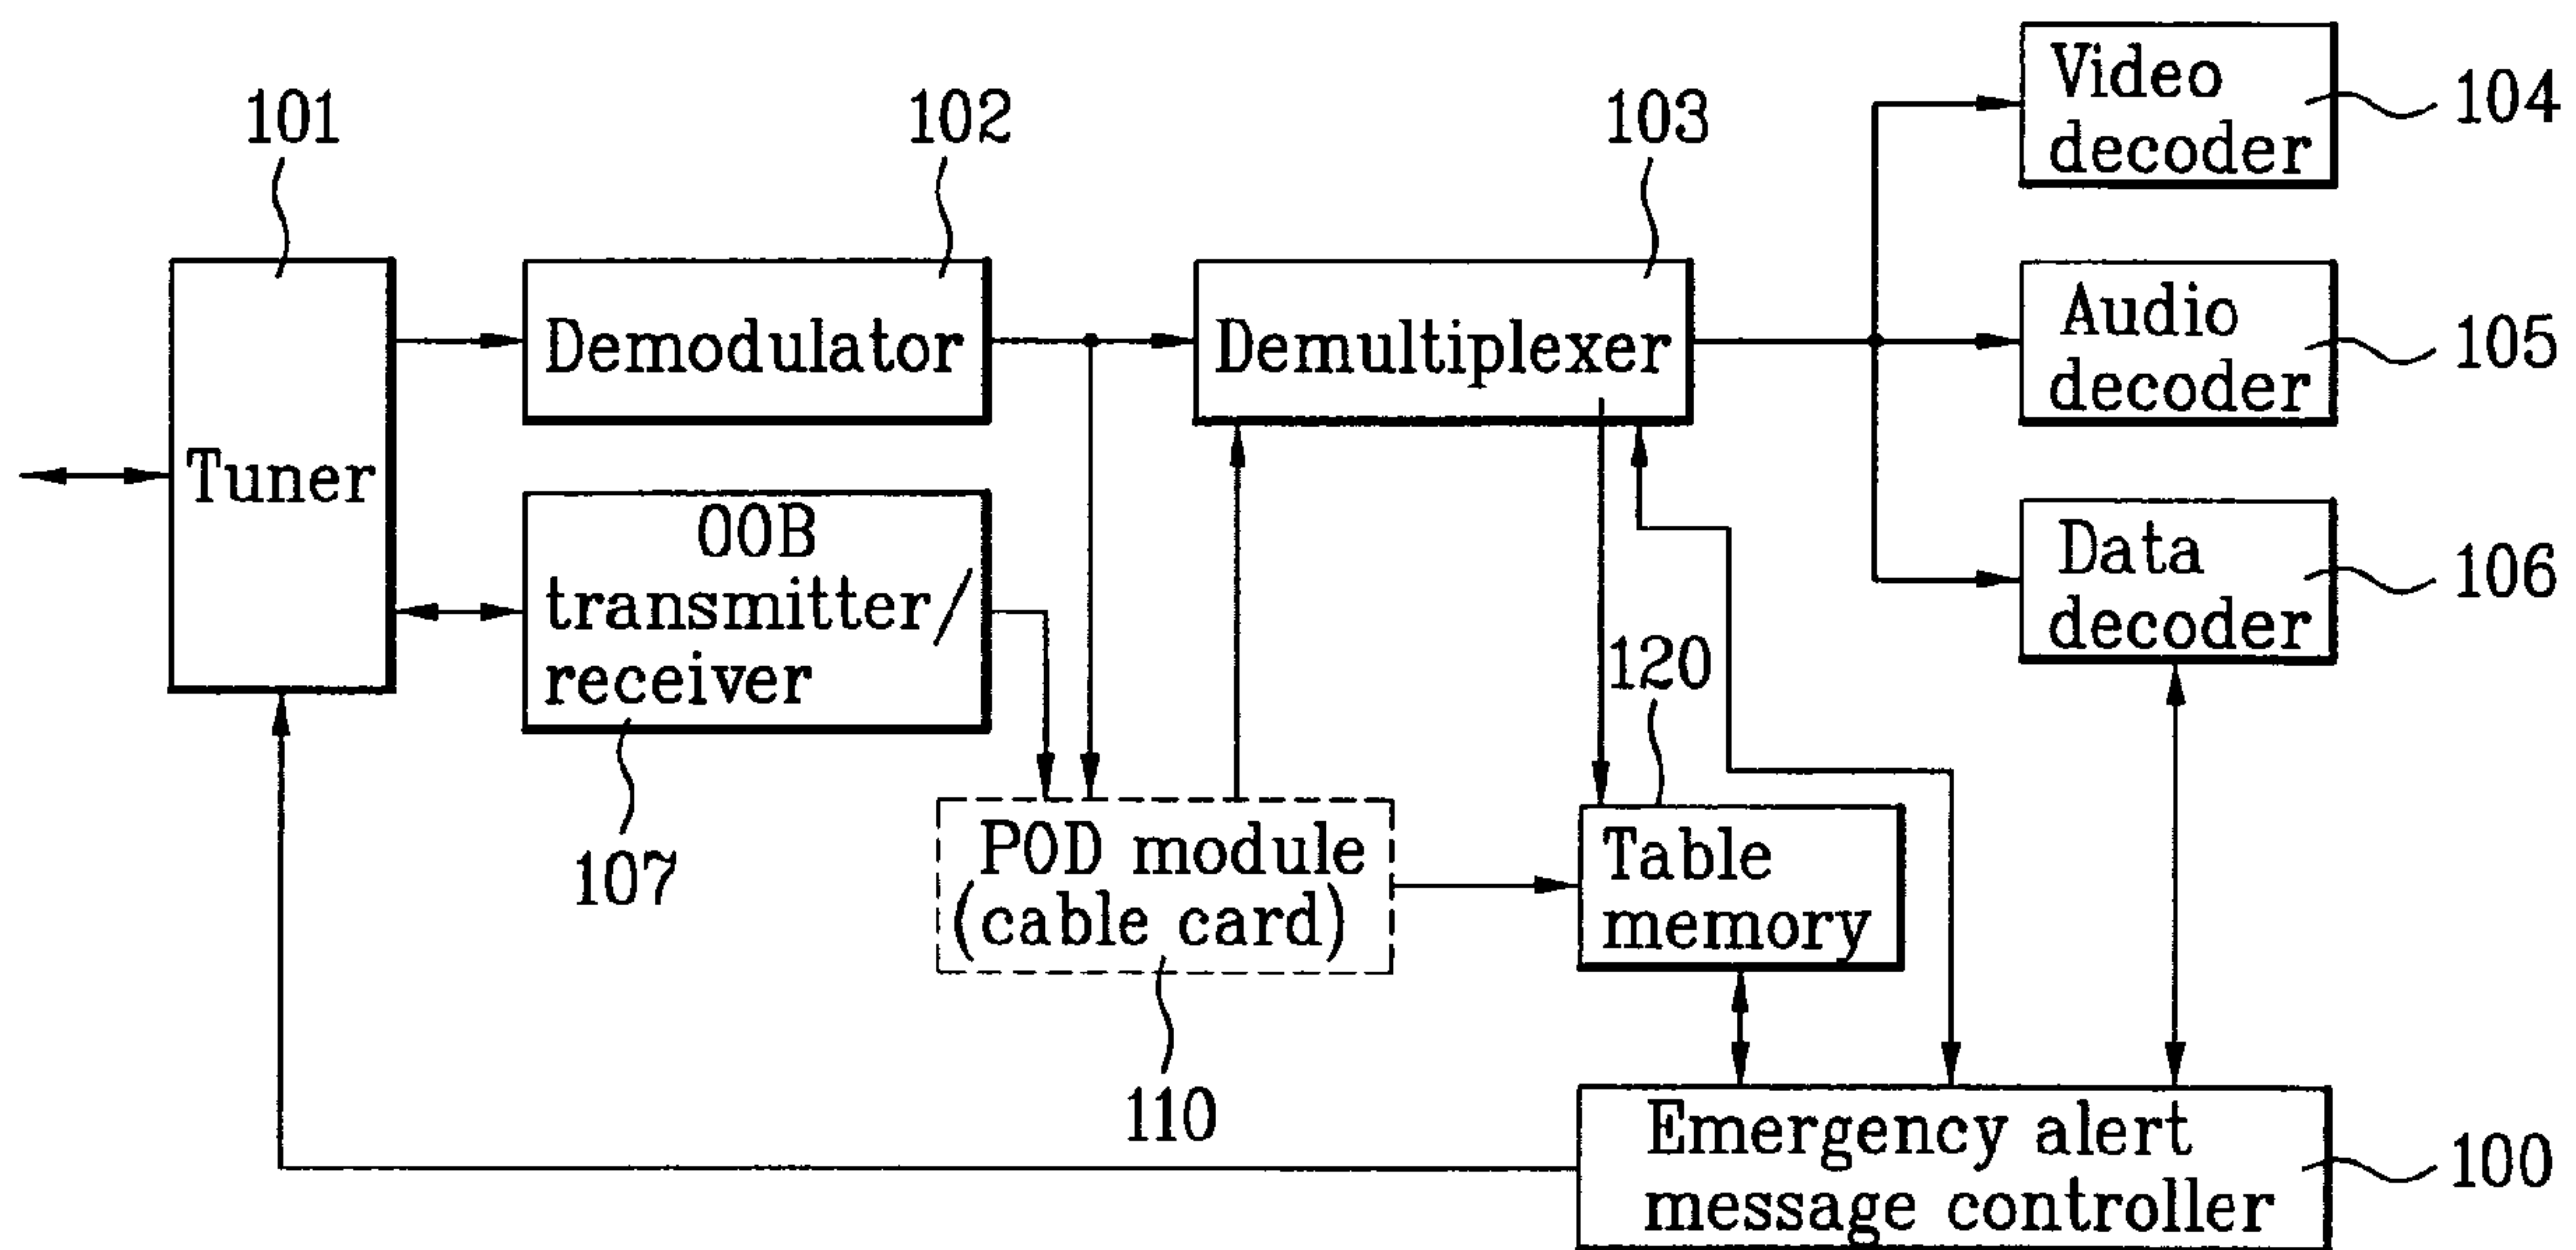 101
102
103
Video
decoder
104
Tuner
Demodulator
Demultiplexer
Audio
decoder
105
OOB
transmitter/
receiver
107
Data
decoder
106
120
POD module
(cable card)
110
Table
memory
Emergency alert
message controller
100